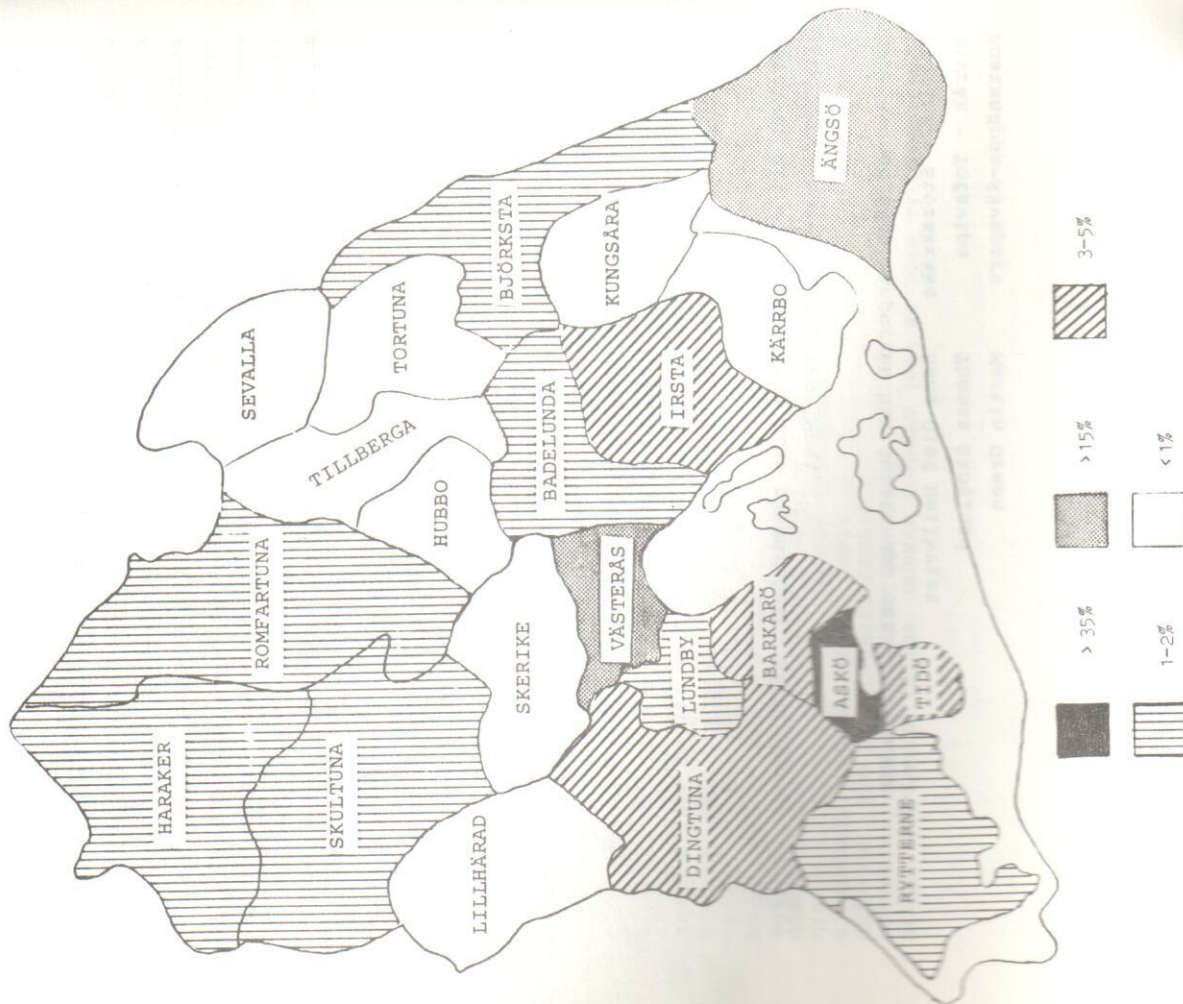 SEVALLA
TORTUNA
BJÖRKSTA
ÄNGSÖ
KUNGSÅRA
KÄRRBO
IRSTA
TILLBERGA
HUBBO
BADELUNDA
ROMFARTUNA
HARAKER
SKULTUNA
SKERIKE
VÄSTERÅS
LILLHÄRAD
LUNDBY
BARKARÖ
DINGTUNA
ASKÖ
TIDÖ
RYTTERNE
> 35%
>15%
3-5%
1-2%
<1%